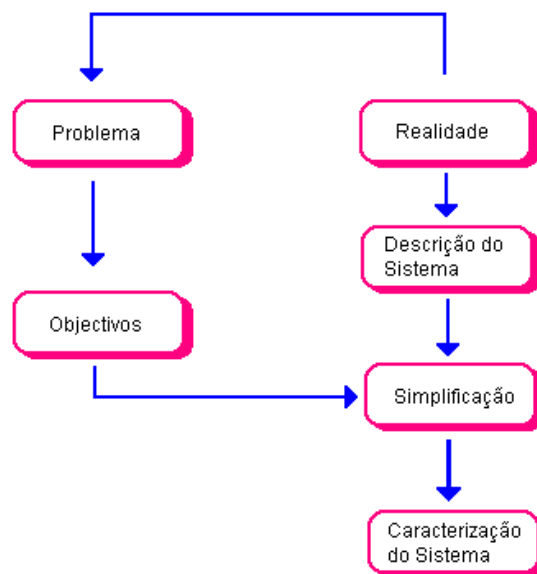 Problema
Realidade
Descrição do
Sistema
Objectivos
Simplificação
Caracterização
do Sistema